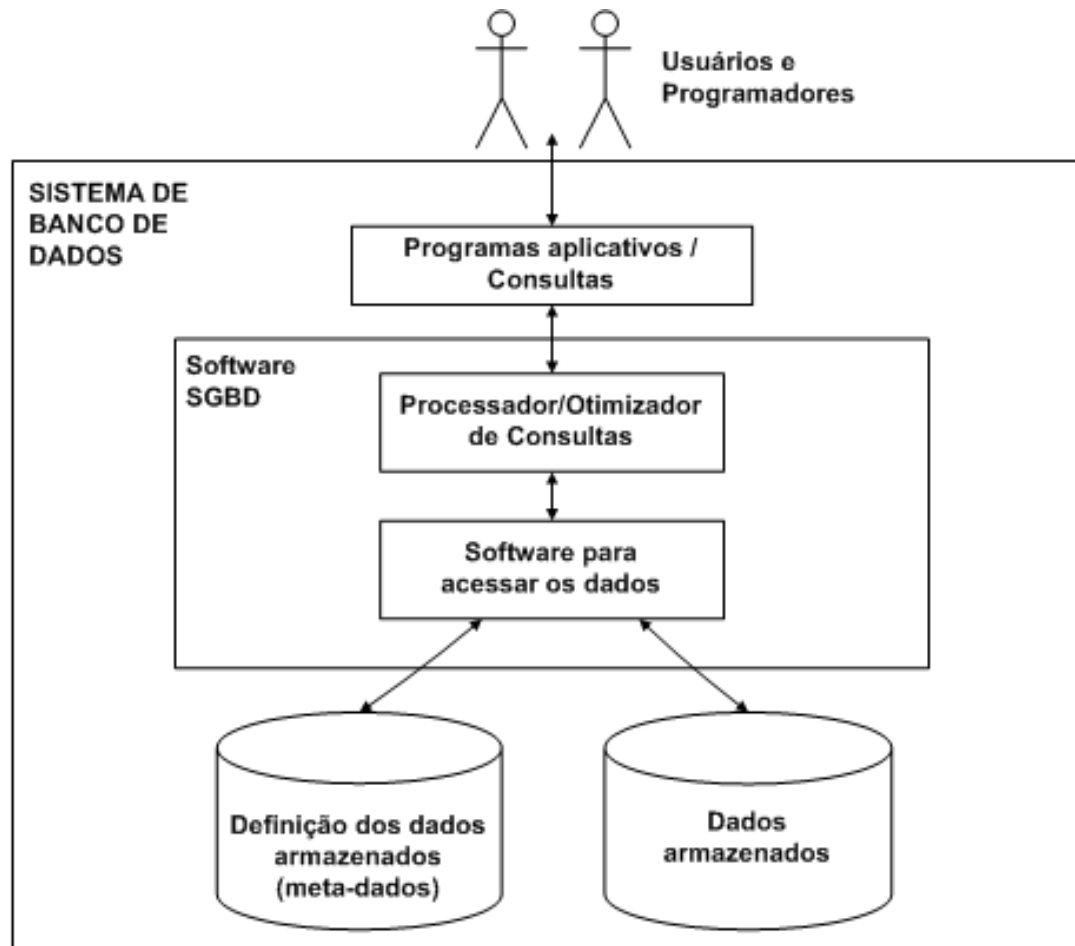 Usuários e
Programadores
SISTEMA DE
BANCO DE
DADOS
Programas aplicativos /
Consultas
Software
SGBD
Processador/Otimizador
de Consultas
Software para
acessar os dados
Definição dos dados
armazenados
(meta-dados)
Dados
armazenados